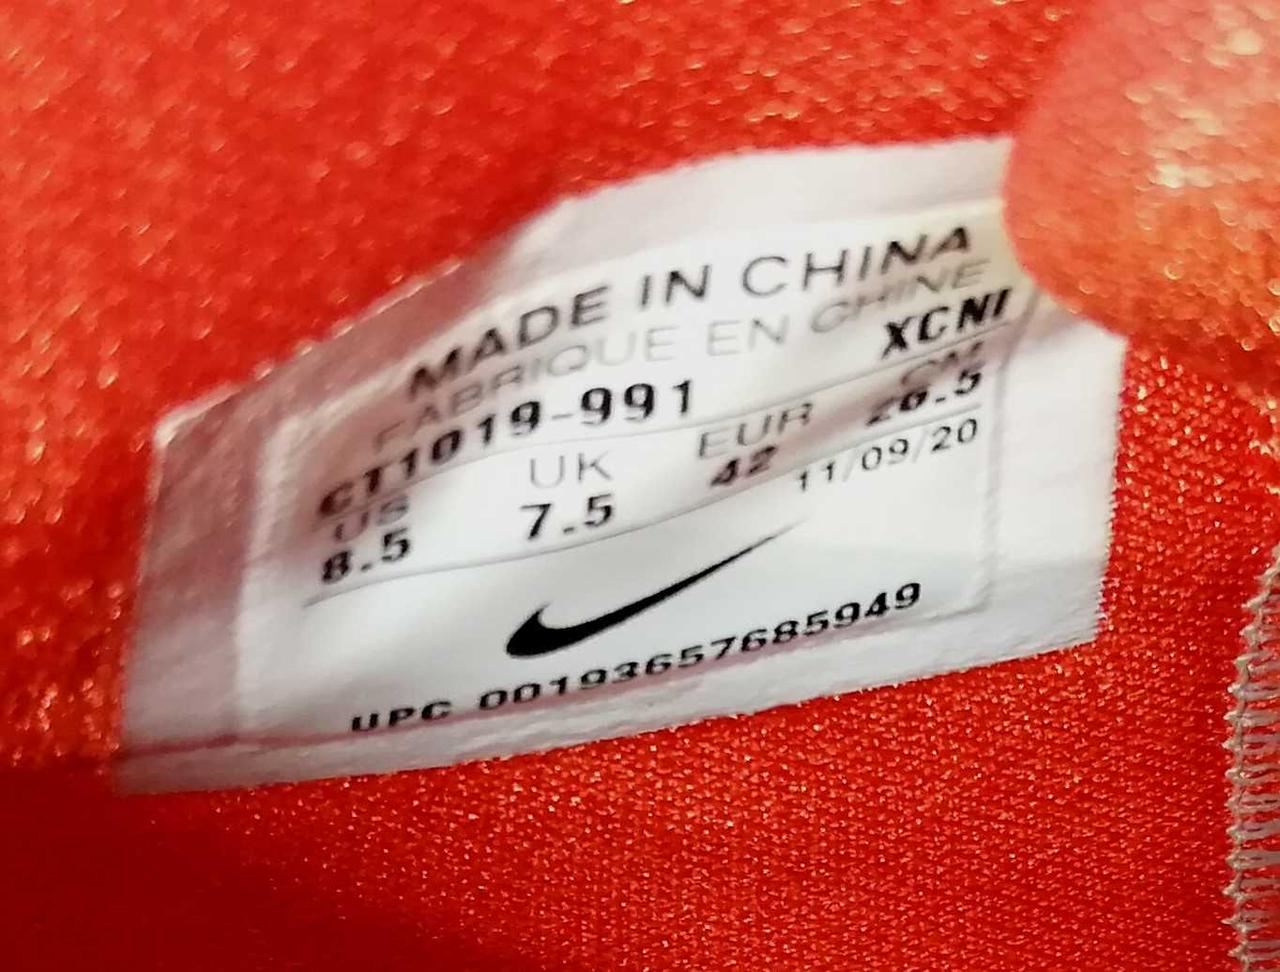 MADE IN CHINA
FABRIQUE EN CHINE
CT1019-991 XCNI
US UK EUR CM
8.5 7.5 42 26.5
11/09/20
UPC 00193657685949